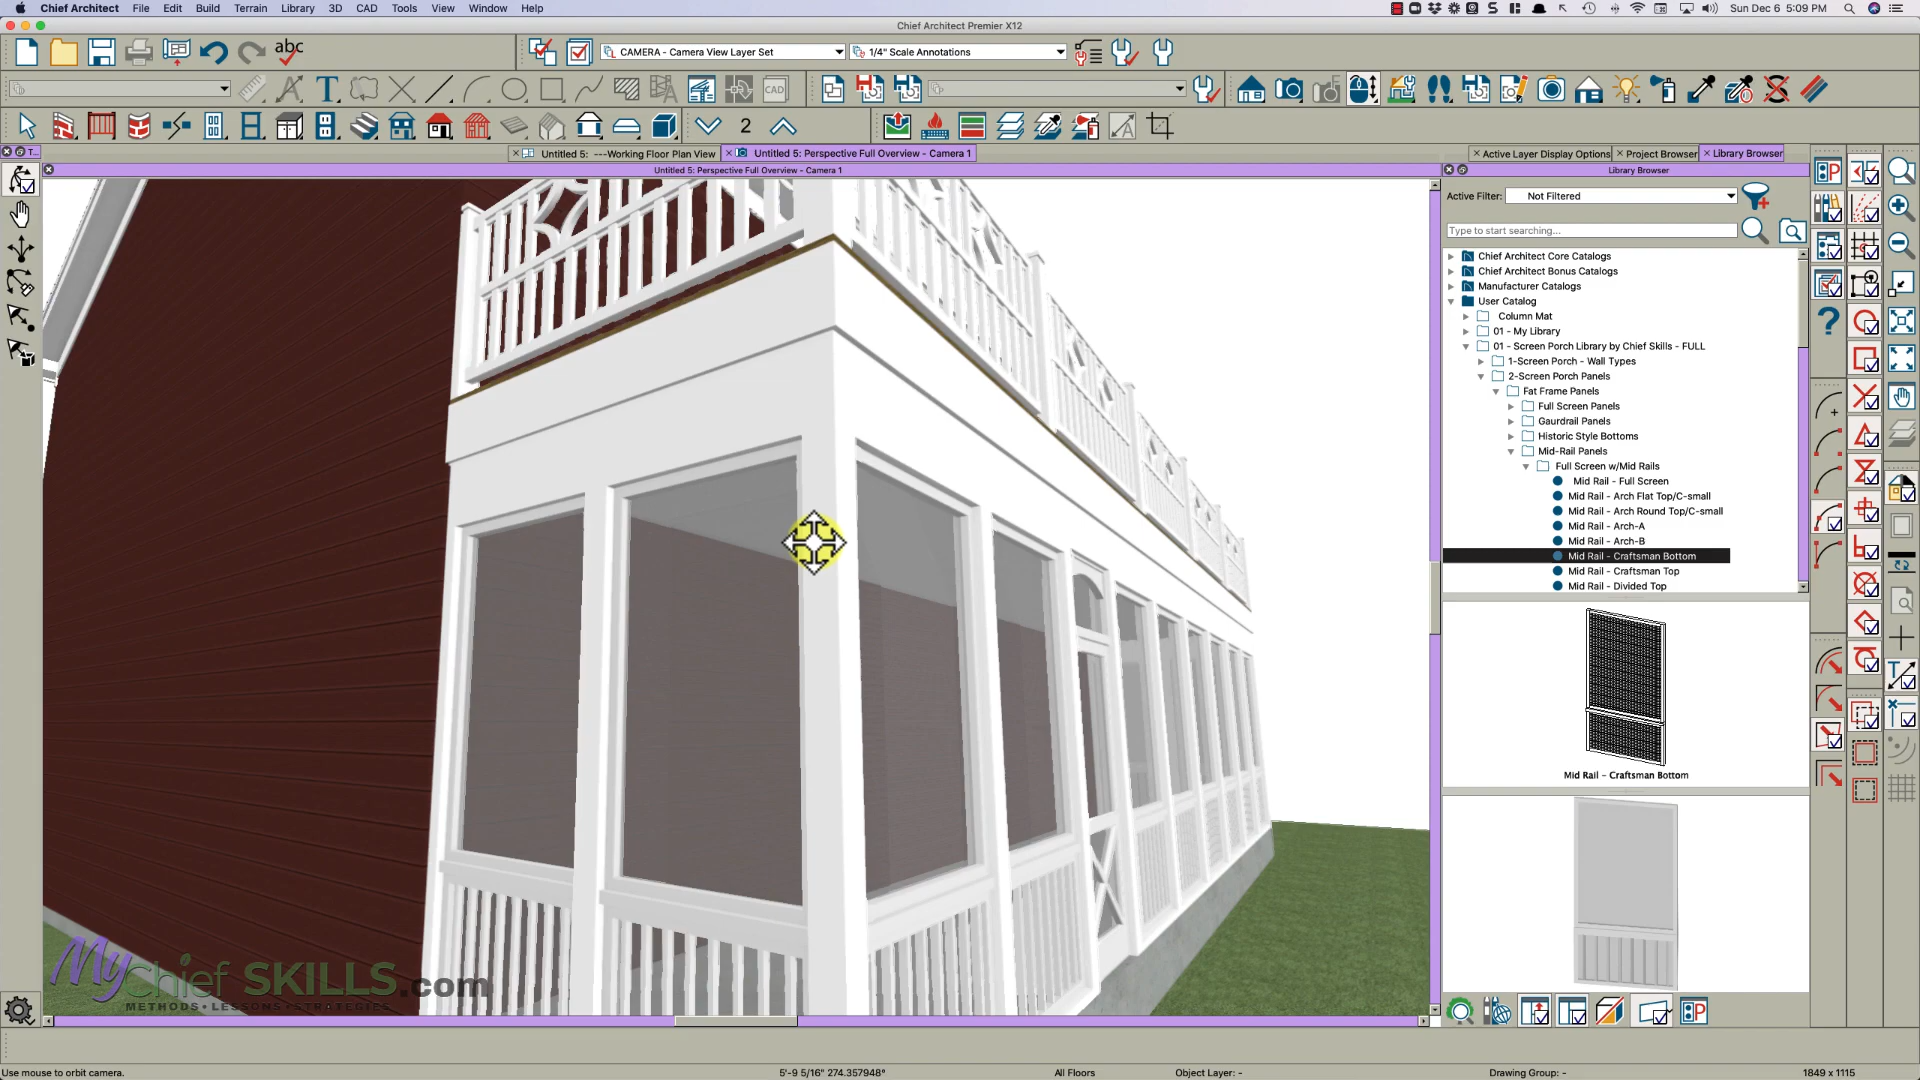 Chief Architect File Edit Build Terrain Library 3D CAD Tools View Window Help
Sun Dec 6 5:09 PM
Chief Architect Premier X12
abc
CAMERA - Camera View Layer Set
1/4" Scale Annotations
CAD
2
Untitled 5: ---Working Floor Plan View
Untitled 5: Perspective Full Overview - Camera 1
Active Layer Display Options
Project Browser
Library Browser
T...
Untitled 5: Perspective Full Overview - Camera 1
Library Browser
Active Filter:
Not Filtered
Type to start searching...
Chief Architect Core Catalogs
Chief Architect Bonus Catalogs
Manufacturer Catalogs
User Catalog
Column Mat
01 - My Library
01 - Screen Porch Library by Chief Skills - FULL
1-Screen Porch - Wall Types
2-Screen Porch Panels
Fat Frame Panels
Full Screen Panels
Gaurdrail Panels
Historic Style Bottoms
Mid-Rail Panels
Full Screen w/Mid Rails
Mid Rail - Full Screen
Mid Rail - Arch Flat Top/C-small
Mid Rail - Arch Round Top/C-small
Mid Rail - Arch-A
Mid Rail - Arch-B
Mid Rail - Craftsman Bottom
Mid Rail - Craftsman Top
Mid Rail - Divided Top
Mid Rail - Craftsman Bottom
MyChief SKILLS.com
METHODS•LESSONS•STRATEGIES
Use mouse to orbit camera.
5'-9 5/16" 274.357948°
All Floors
Object Layer: -
Drawing Group: -
1849 x 1115